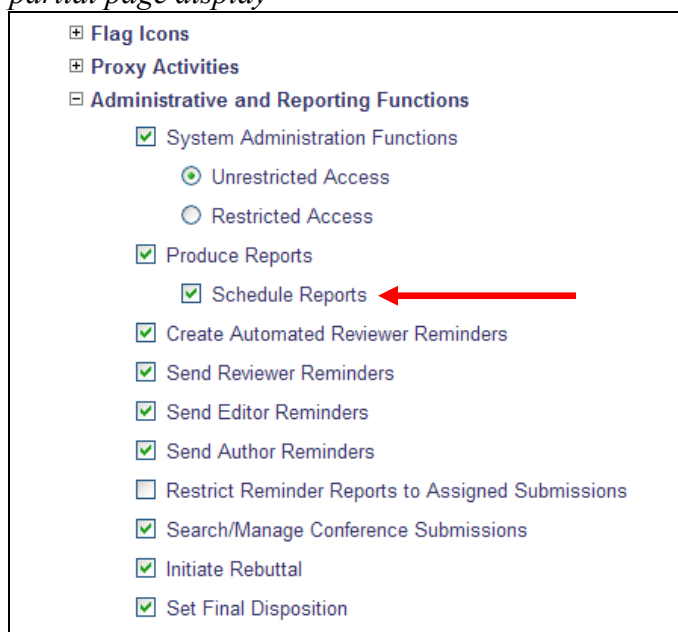 partial page display
Flag Icons
Proxy Activities
Administrative and Reporting Functions
System Administration Functions
Unrestricted Access
Restricted Access
Produce Reports
Schedule Reports
Create Automated Reviewer Reminders
Send Reviewer Reminders
Send Editor Reminders
Send Author Reminders
Restrict Reminder Reports to Assigned Submissions
Search/Manage Conference Submissions
Initiate Rebuttal
Set Final Disposition